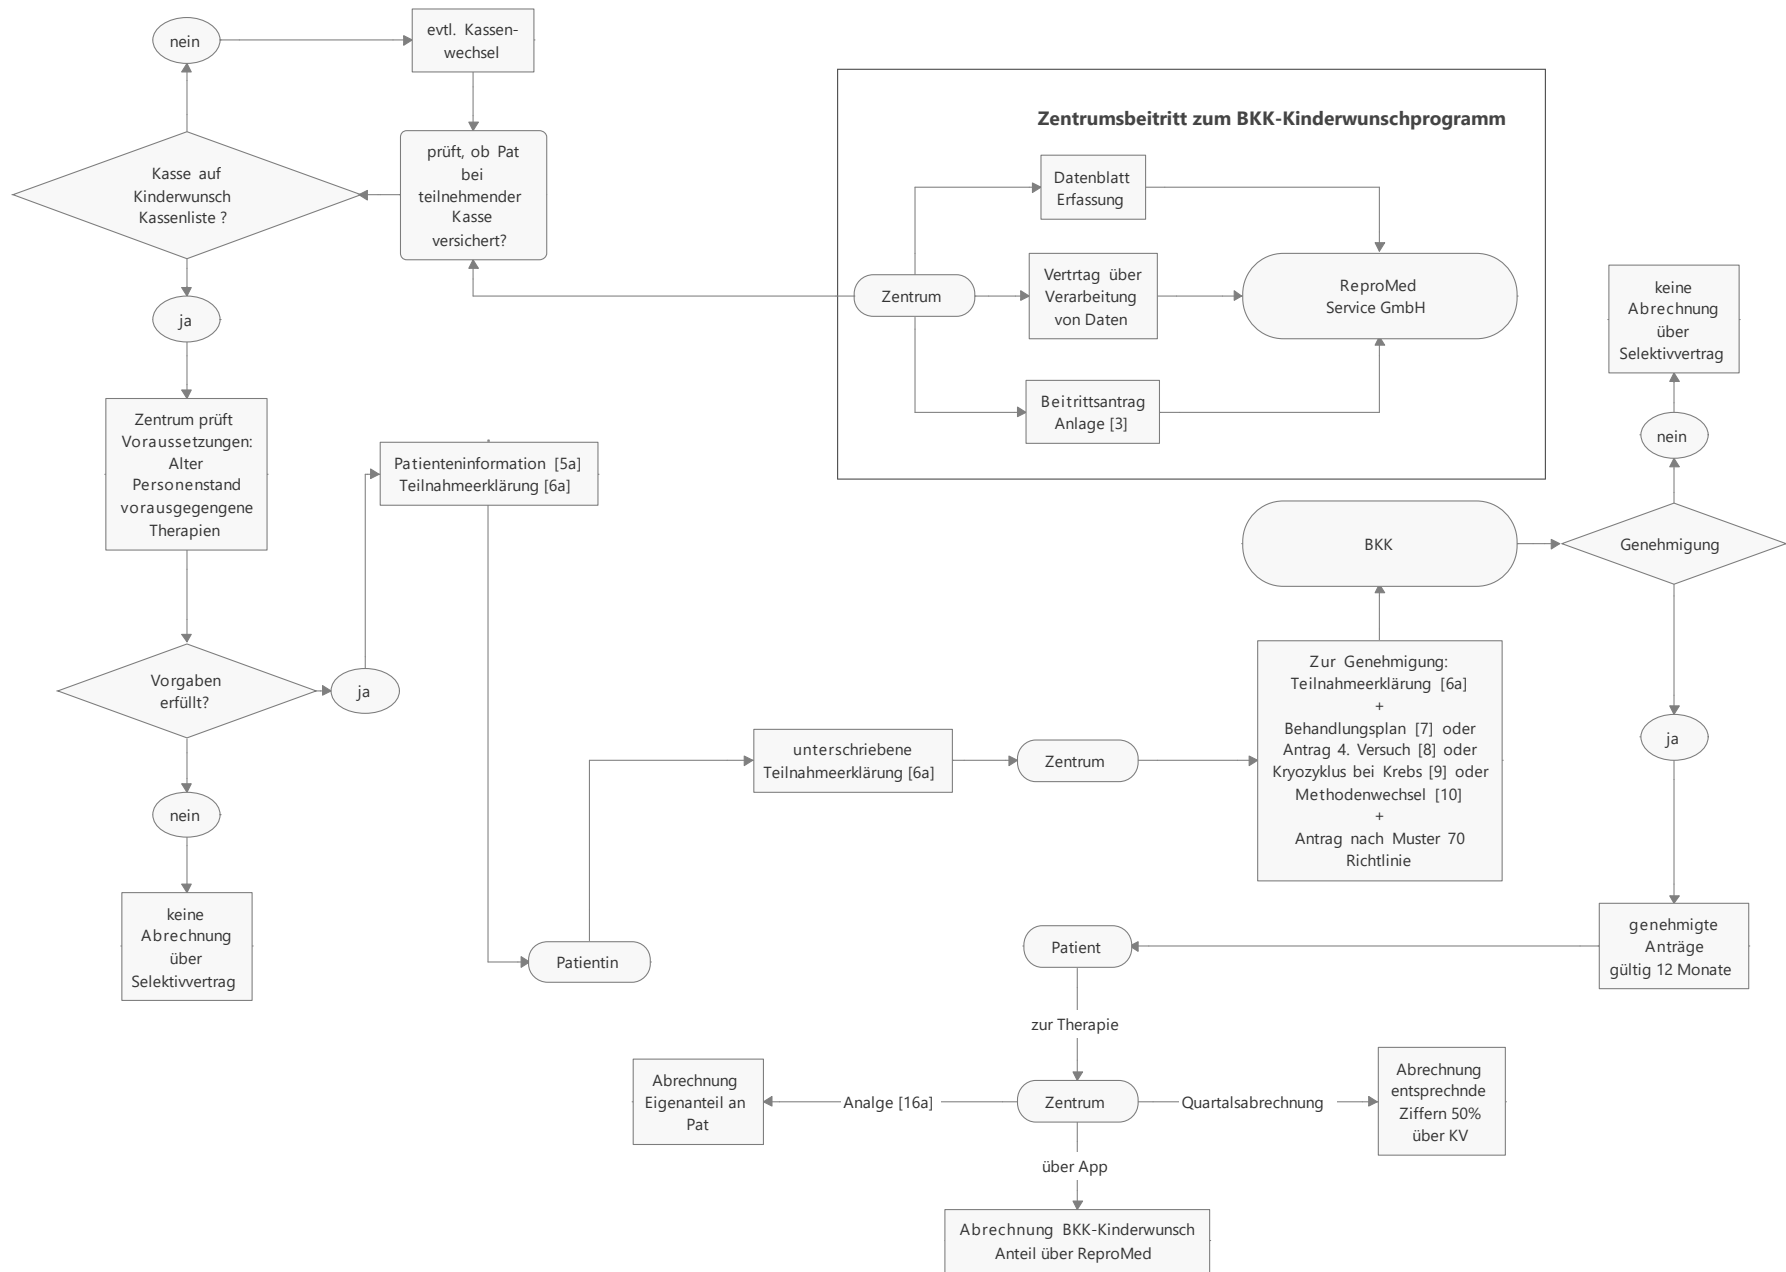 nein
evtl. Kassen-
wechsel
Kasse auf
Kinderwunsch
Kassenliste ?
prüft, ob Pat
bei
teilnehmender
Kasse
versichert?
ja
Zentrum prüft
Voraussetzungen:
Alter
Personenstand
vorausgegengene
Therapien
Vorgaben
erfüllt?
ja
nein
keine
Abrechnung
über
Selektivvertrag
Patienteninformation [5a]
Teilnahmeerklärung [6a]
Patientin
Zentrumsbeitritt zum BKK-Kinderwunschprogramm
Zentrum
Datenblatt
Erfassung
Vertrtag über
Verarbeitung
von Daten
Beitrittsantrag
Anlage [3]
ReproMed
Service GmbH
unterschriebene
Teilnahmeerklärung [6a]
Zentrum
Zur Genehmigung:
Teilnahmeerklärung [6a]
+
Behandlungsplan [7] oder
Antrag 4. Versuch [8] oder
Kryozyklus bei Krebs [9] oder
Methodenwechsel [10]
+
Antrag nach Muster 70
Richtlinie
BKK
Genehmigung
nein
keine
Abrechnung
über
Selektivvertrag
ja
genehmigte
Anträge
gültig 12 Monate
Patient
zur Therapie
Zentrum
Analge [16a]
Abrechnung
Eigenanteil an
Pat
Quartalsabrechnung
Abrechnung
entsprechnde
Ziffern 50%
über KV
über App
Abrechnung BKK-Kinderwunsch
Anteil über ReproMed